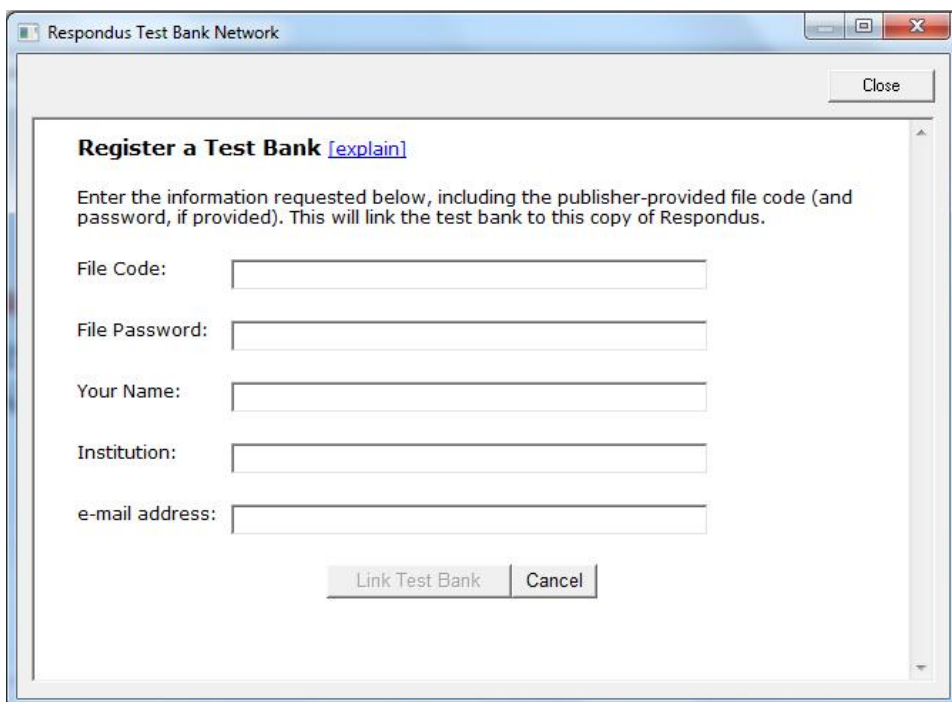 Respondus Test Bank Network
Close
Register a Test Bank [explain]
Enter the information requested below, including the publisher-provided file code (and
password, if provided). This will link the test bank to this copy of Respondus.
File Code:
File Password:
Your Name:
Institution:
e-mail address:
Link Test Bank Cancel